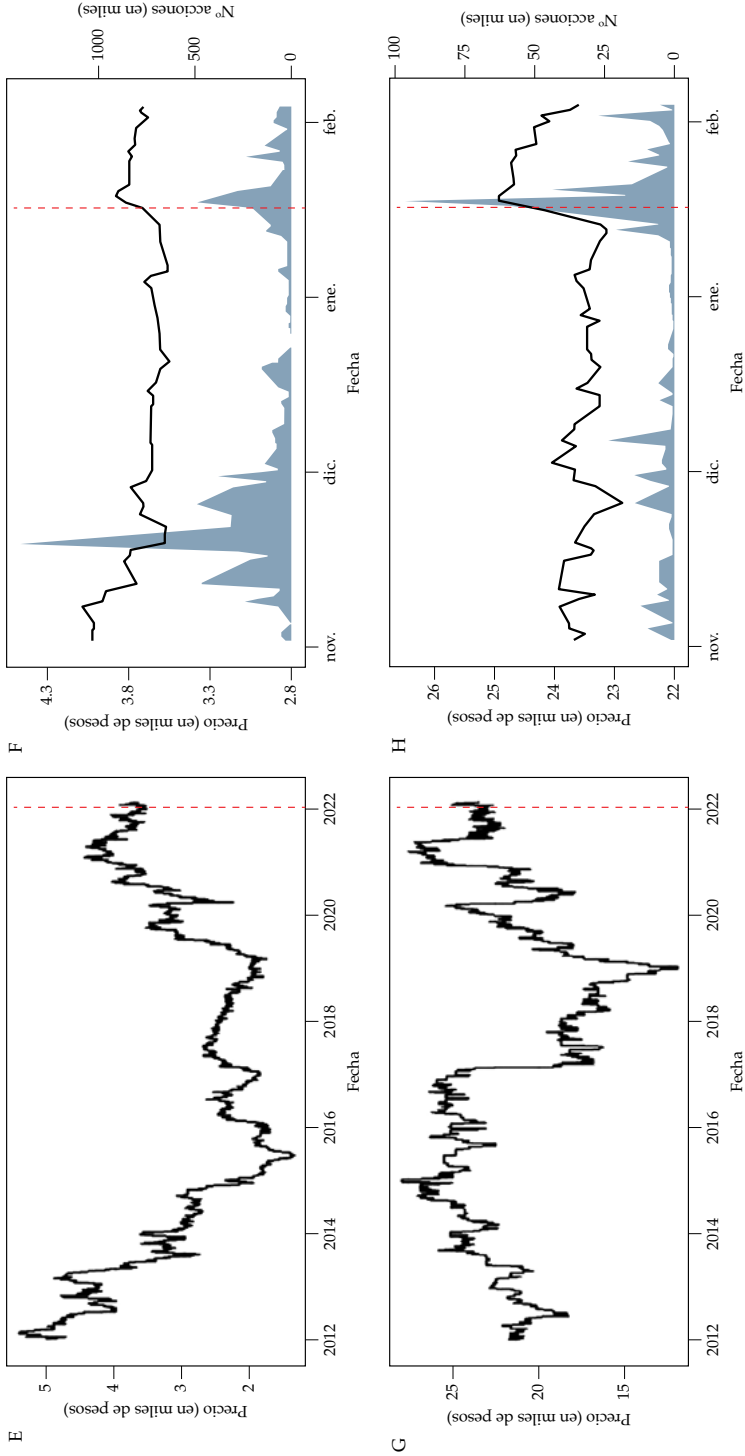 E
Precio (en miles de pesos)
5
4
3
2
2012
2014
2016
2018
2020
2022
Fecha
F
Precio (en miles de pesos)
4.3
3.8
3.3
2.8
nov.
dic.
ene.
feb.
Fecha
1000
500
0
Nº acciones (en miles)
G
Precio (en miles de pesos)
25
20
15
2012
2014
2016
2018
2020
2022
Fecha
H
Precio (en miles de pesos)
26
25
24
23
22
nov.
dic.
ene.
feb.
Fecha
100
75
50
25
0
Nº acciones (en miles)